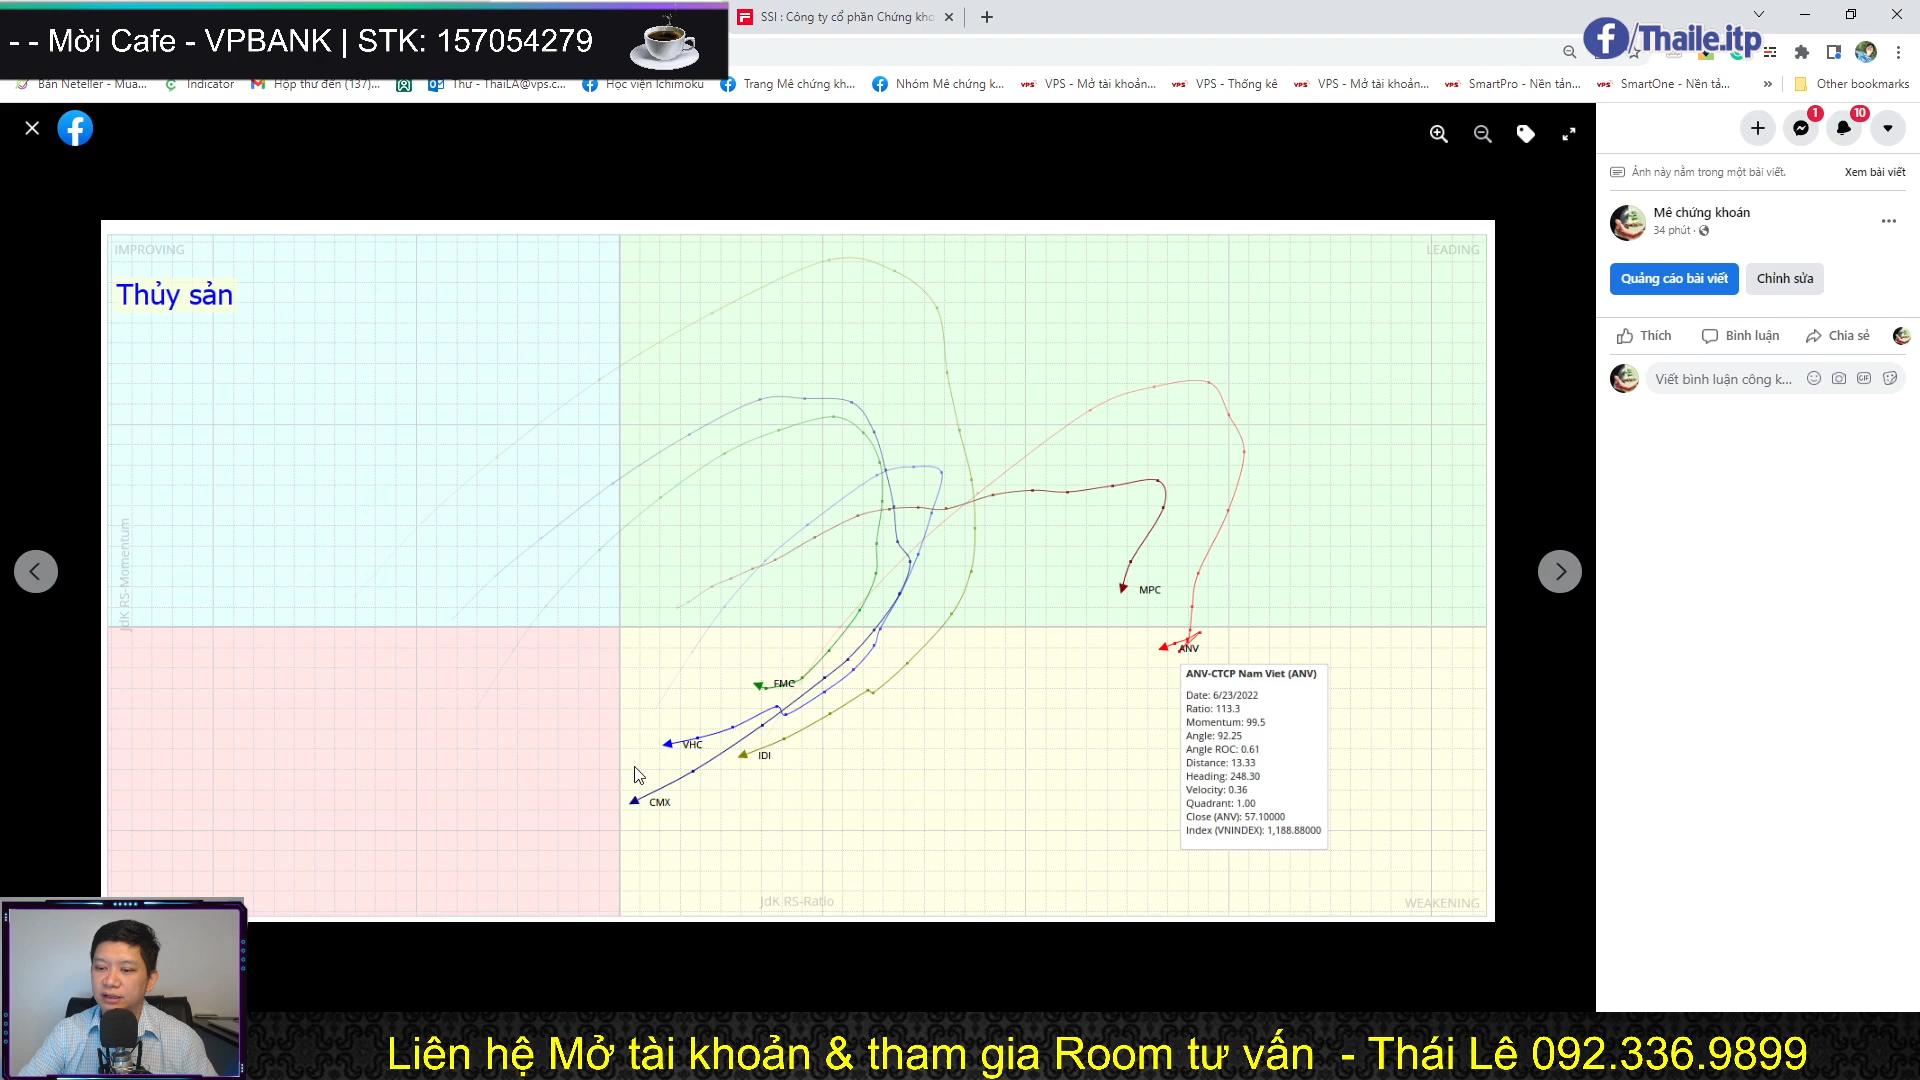 - - Mời Cafe - VPBANK | STK: 157054279
SSI : Công ty cổ phần Chứng kho
/Thaile.itp
Bán Neteller - Mua...
Indicator
Hộp thư đến (137)...
Thư - ThaiLA@vps.c...
Học viện Ichimoku
Trang Mê chứng kh...
Nhóm Mê chứng k...
VPS - Mở tài khoản...
VPS - Thống kê
VPS - Mở tài khoản...
SmartPro - Nền tản...
SmartOne - Nền tả...
Other bookmarks
1
10
Ảnh này nằm trong một bài viết.
Xem bài viết
Mê chứng khoán
34 phút
Quảng cáo bài viết
Chỉnh sửa
Thích
Bình luận
Chia sẻ
Viết bình luận công k...
GIF
IMPROVING
LEADING
Thủy sản
JdK RS-Momentum
MPC
ANV
FMC
VHC
IDI
CMX
ANV-CTCP Nam Viet (ANV)
Date: 6/23/2022
Ratio: 113.3
Momentum: 99.5
Angle: 92.25
Angle ROC: 0.61
Distance: 13.33
Heading: 248.30
Velocity: 0.36
Quadrant: 1.00
Close (ANV): 57.10000
Index (VNINDEX): 1,188.88000
JdK RS-Ratio
WEAKENING
Liên hệ Mở tài khoản & tham gia Room tư vấn - Thái Lê 092.336.9899